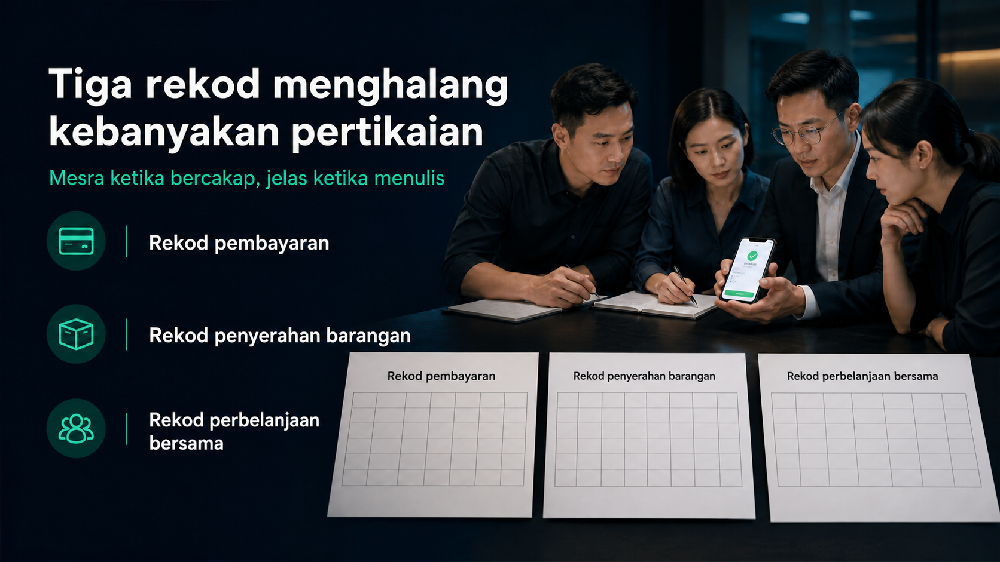 Tiga rekod menghalang
kebanyakan pertikaian
Mesra ketika bercakap, jelas ketika menulis
Rekod pembayaran
Rekod penyerahan barangan
Rekod perbelanjaan
bersama
Rekod pembayaran
Rekod penyerahan barangan
Rekod perbelanjaan bersama